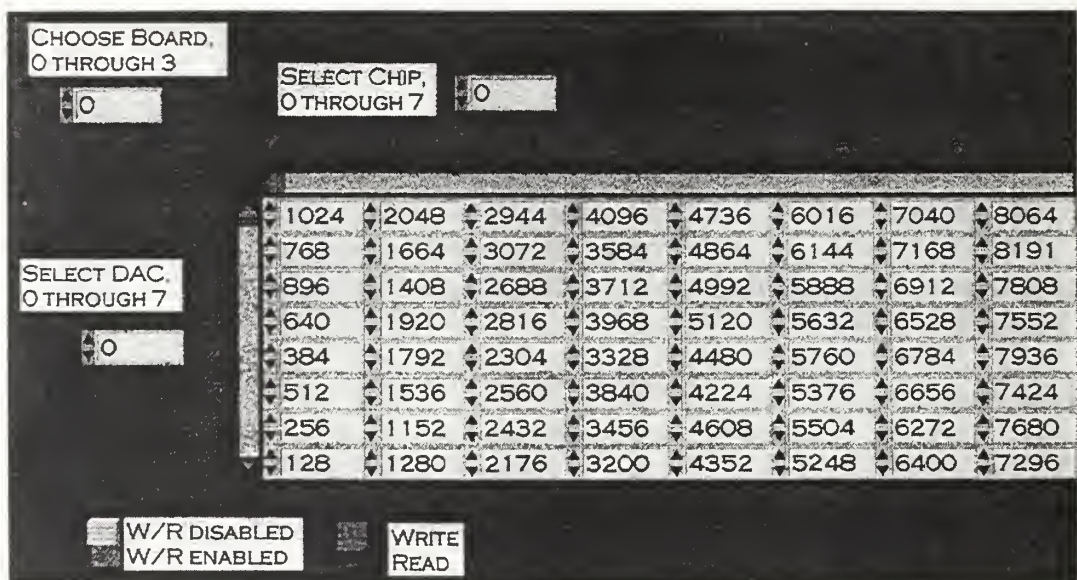 CHOOSE BOARD,
0 THROUGH 3
0
SELECT CHIP,
0 THROUGH 7
0
1024 2048 2944 4096 4736 6016 7040 8064
768 1664 3072 3584 4864 6144 7168 8191
SELECT DAC,
0 THROUGH 7
896 1408 2688 3712 4992 5888 6912 7808
640 1920 2816 3968 5120 5632 6528 7552
0
384 1792 2304 3328 4480 5760 6784 7936
512 1536 2560 3840 4224 5376 6656 7424
256 1152 2432 3456 4608 5504 6272 7680
128 1280 2176 3200 4352 5248 6400 7296
W/R DISABLED
W/R ENABLED
WRITE
READ